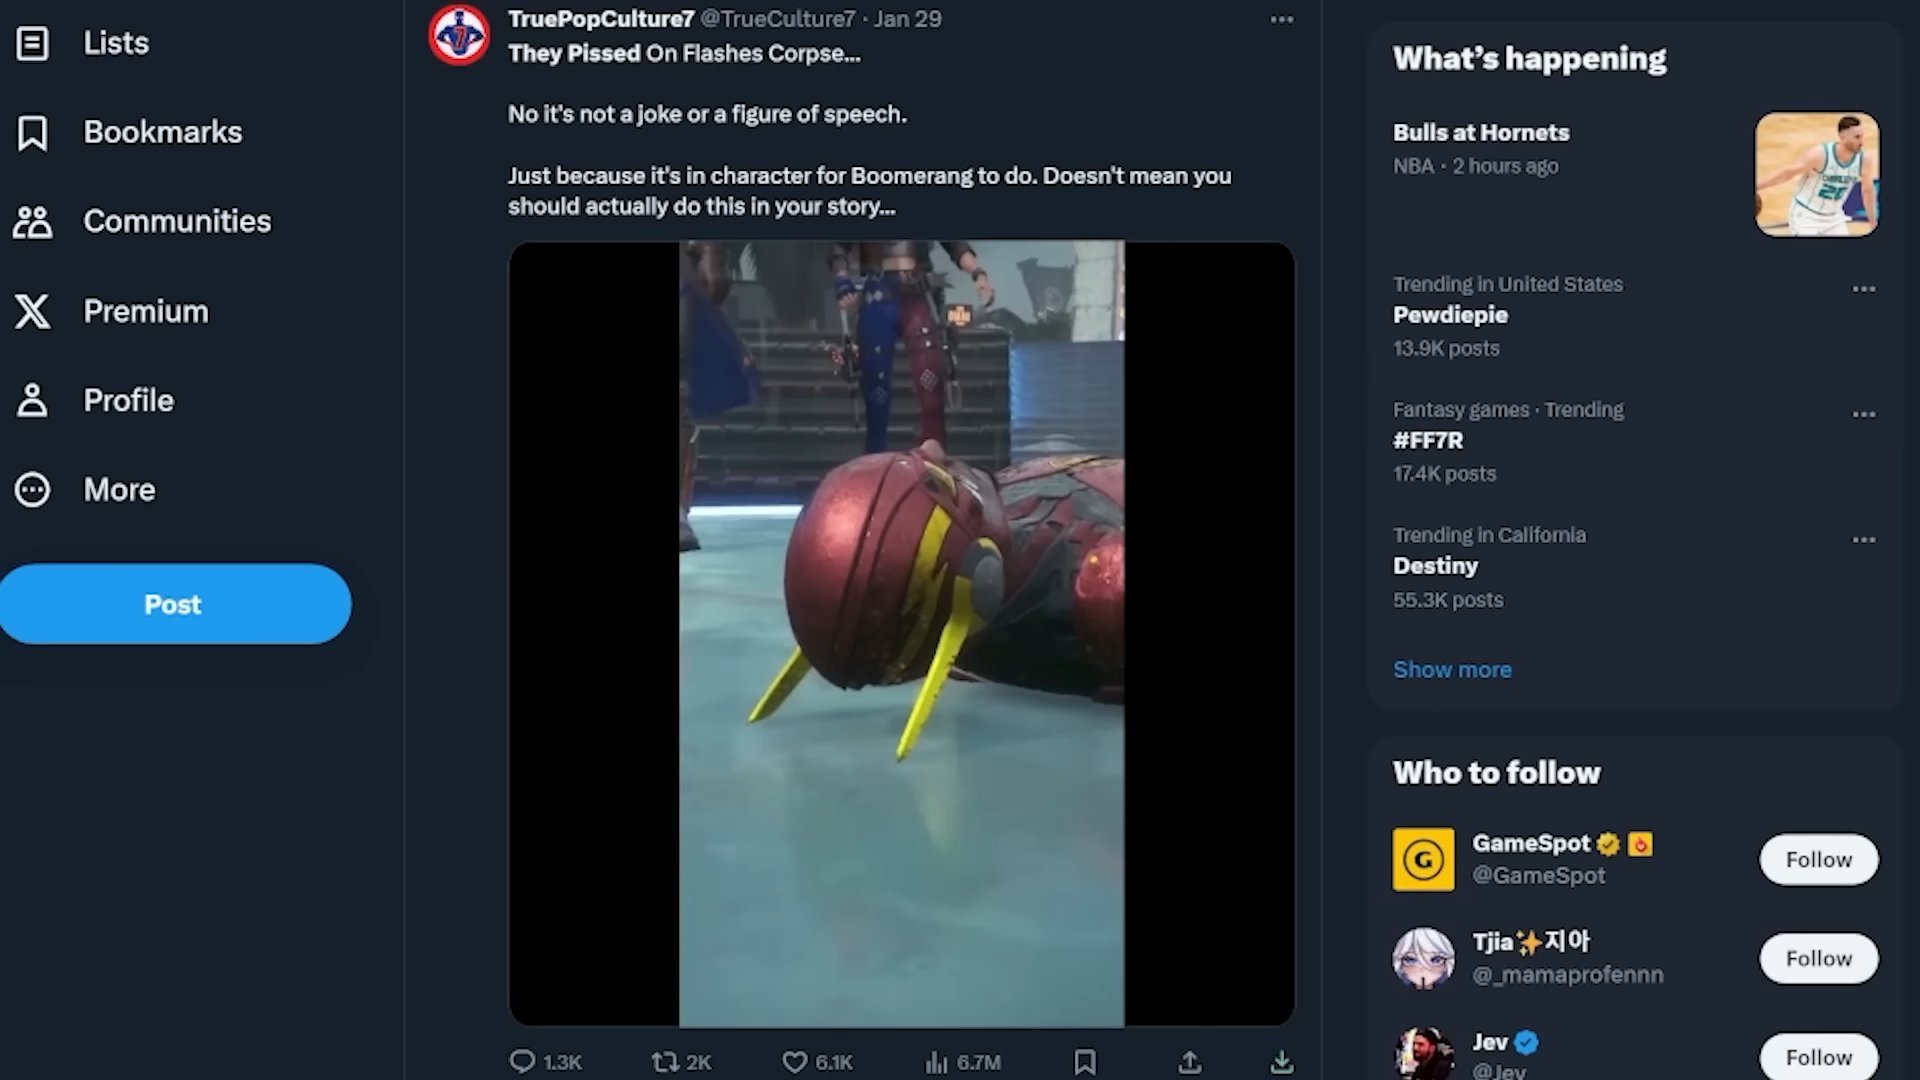 Lists
Bookmarks
Communities
Premium
Profile
More
Post
TruePopCulture7 @TrueCulture7 · Jan 29
They Pissed On Flashes Corpse...
No it's not a joke or a figure of speech.
Just because it's in character for Boomerang to do. Doesn't mean you
should actually do this in your story...
1.3K 2K 6.1K 6.7M
What's happening
Bulls at Hornets
NBA · 2 hours ago
Trending in United States
Pewdiepie
13.9K posts
Fantasy games · Trending
#FF7R
17.4K posts
Trending in California
Destiny
55.3K posts
Show more
Who to follow
GameSpot
@GameSpot
Follow
Tjia✨지아
@_mamaprofennn
Follow
Jev
@Jev
Follow